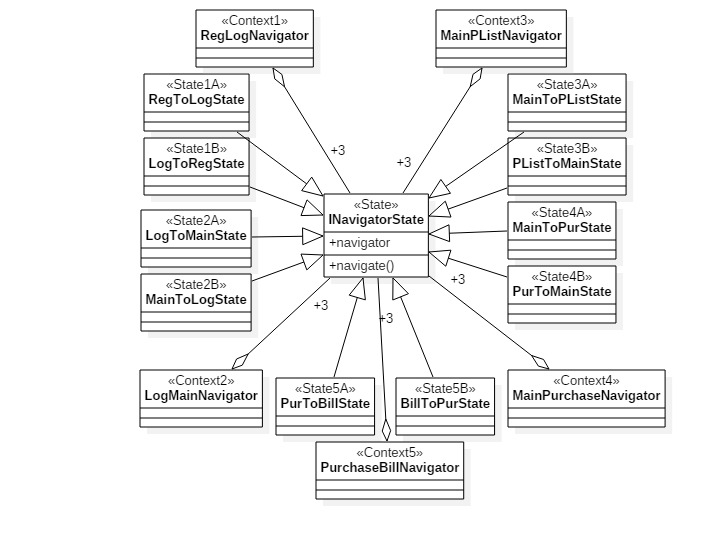 «Context1»
RegLogNavigator
«Context3»
MainPListNavigator
«State1A»
RegToLogState
«State3A»
MainToPListState
+3
+3
«State1B»
LogToRegState
«State3B»
PListToMainState
«State»
INavigatorState
+navigator
+navigate()
«State2A»
LogToMainState
«State4A»
MainToPurState
«State2B»
MainToLogState
«State4B»
PurToMainState
+3
+3
+3
«Context2»
LogMainNavigator
«State5A»
PurToBillState
«State5B»
BillToPurState
«Context4»
MainPurchaseNavigator
«Context5»
PurchaseBillNavigator